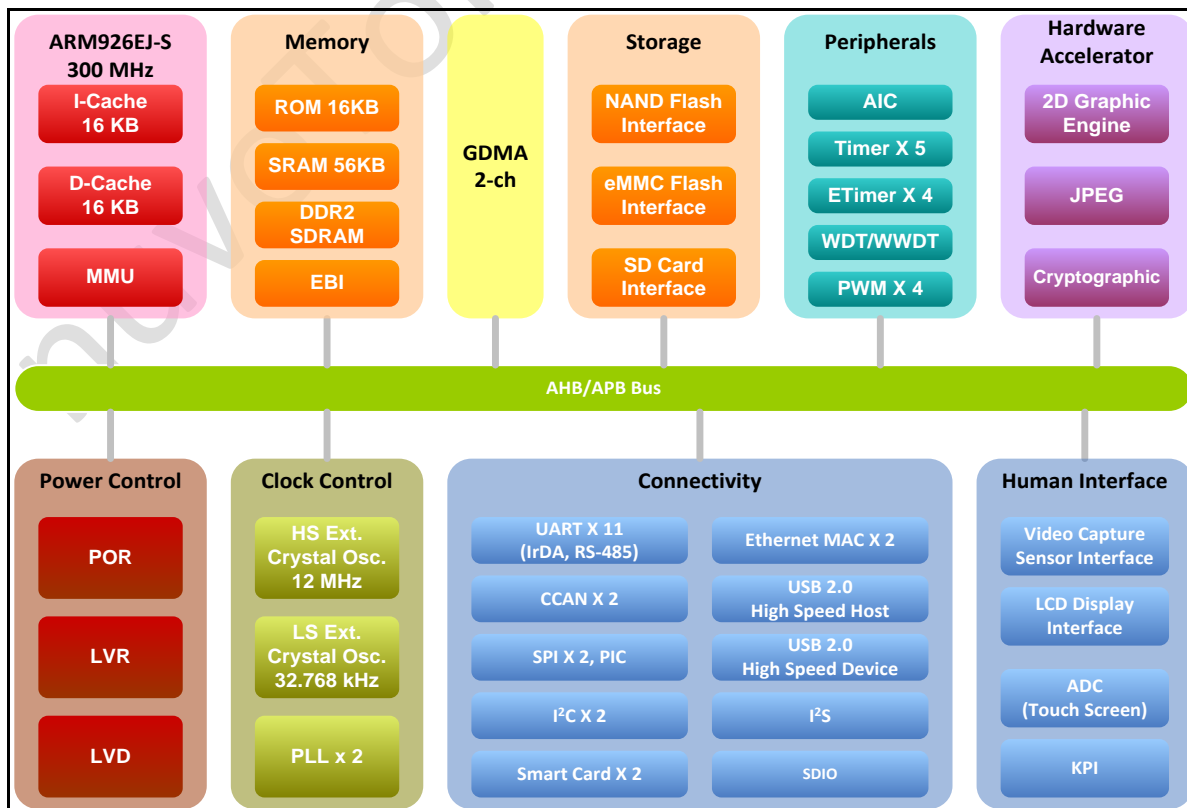 ARM926EJ-S
300 MHz
I-Cache
16 KB
D-Cache
16 KB
MMU
Memory
ROM 16KB
SRAM 56KB
DDR2
SDRAM
EBI
GDMA
2-ch
Storage
NAND Flash
Interface
eMMC Flash
Interface
SD Card
Interface
Peripherals
AIC
Timer X 5
ETimer X 4
WDT/WWDT
PWM X 4
Hardware
Accelerator
2D Graphic
Engine
JPEG
Cryptographic
AHB/APB Bus
Power Control
POR
LVR
LVD
Clock Control
HS Ext.
Crystal Osc.
12 MHz
LS Ext.
Crystal Osc.
32.768 kHz
PLL x 2
Connectivity
UART X 11
(IrDA, RS-485)
CCAN X 2
SPI X 2, PIC
I²C X 2
Smart Card X 2
Ethernet MAC X 2
USB 2.0
High Speed Host
USB 2.0
High Speed Device
I²S
SDIO
Human Interface
Video Capture
Sensor Interface
LCD Display
Interface
ADC
(Touch Screen)
KPI